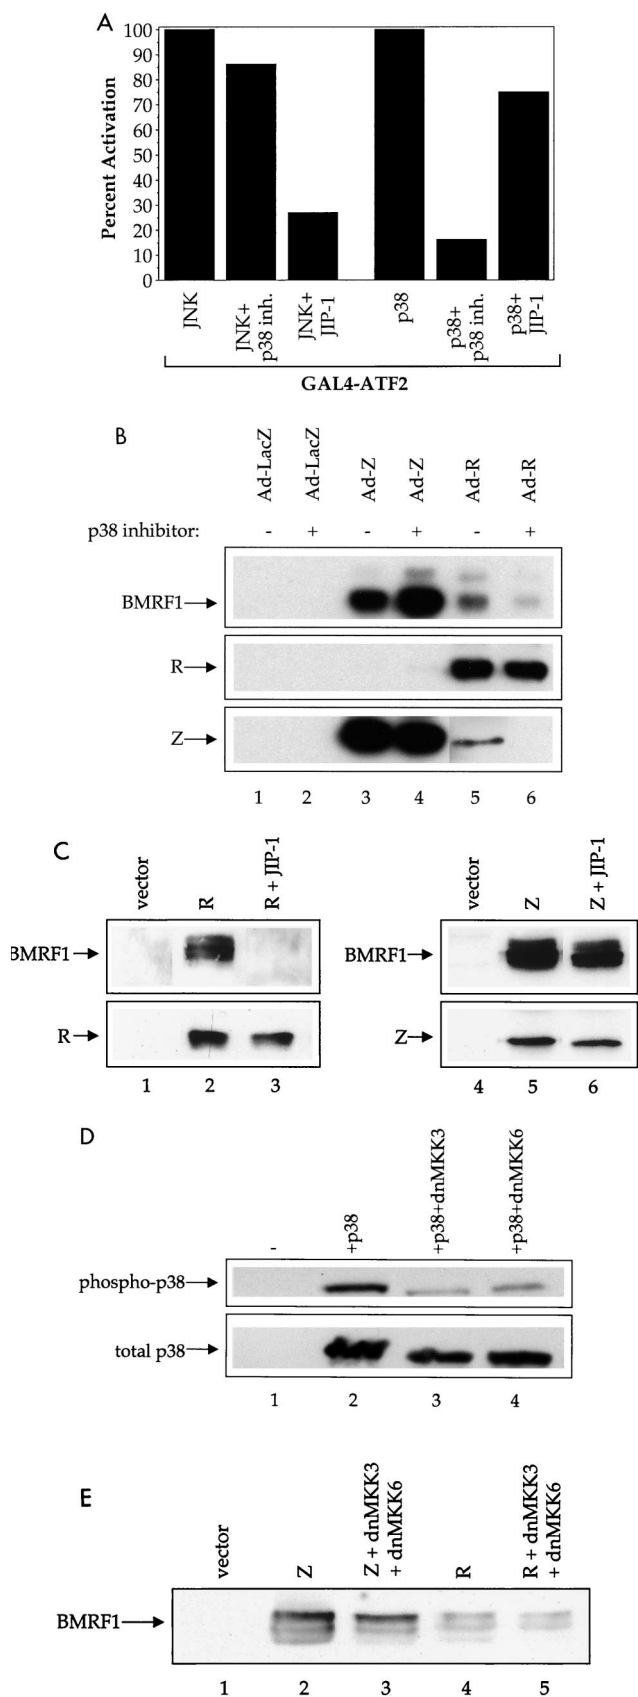 A
Percent Activation
100
90
80
70
60
50
40
30
20
10
0
JNK
JNK+
p38 inh.
JNK+
JIP-1
p38
p38+
p38 inh.
p38+
JIP-1
GAL4-ATF2
B
Ad-LacZ
Ad-LacZ
Ad-Z
Ad-Z
Ad-R
Ad-R
p38 inhibitor: - + - + - +
BMRF1
R
Z
1 2 3 4 5 6
C
vector
R
R + JIP-1
BMRF1
R
1 2 3
vector
Z
Z + JIP-1
BMRF1
Z
4 5 6
D
-
+p38
+p38+dnMKK3
+p38+dnMKK6
phospho-p38
total p38
1 2 3 4
E
vector
Z
Z + dnMKK3
+ dnMKK6
R
R + dnMKK3
+ dnMKK6
BMRF1
1 2 3 4 5